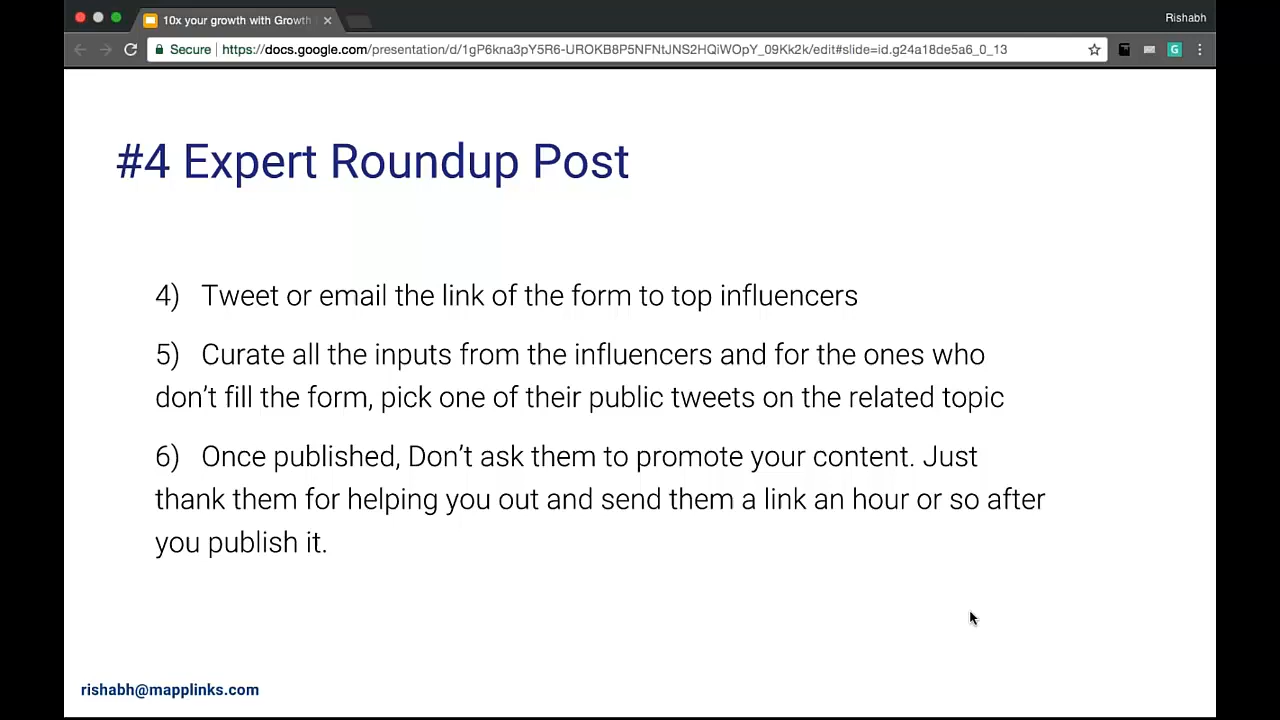 10x your growth with Growth
Rishabh
Secure
https://docs.google.com/presentation/d/1gP6kna3pY5R6-UROKB8P5NFNtJNS2HQiWOpY_09Kk2k/edit#slide=id.g24a18de5a6_0_13
#4 Expert Roundup Post
4) Tweet or email the link of the form to top influencers
5) Curate all the inputs from the influencers and for the ones who
don’t fill the form, pick one of their public tweets on the related topic
6) Once published, Don’t ask them to promote your content. Just
thank them for helping you out and send them a link an hour or so after
you publish it.
rishabh@mapplinks.com